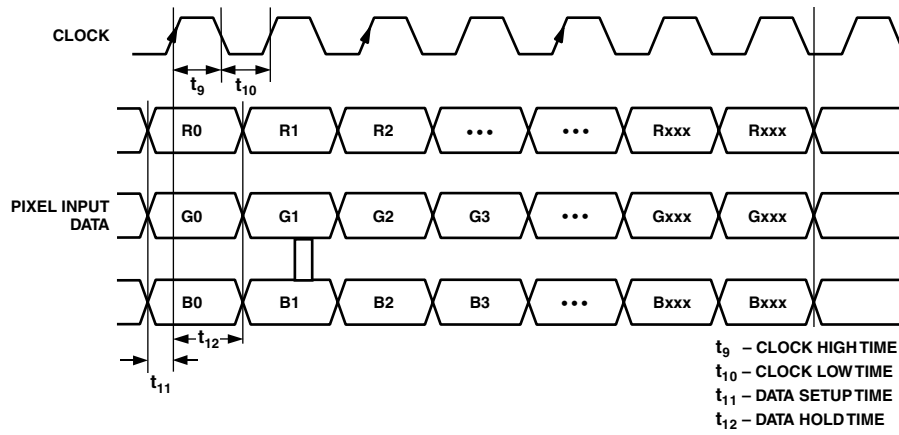 CLOCK
t9
t10
R0 R1 R2 ••• ••• Rxxx Rxxx
PIXEL INPUT
DATA
G0 G1 G2 G3 ••• Gxxx Gxxx
B0 B1 B2 B3 ••• Bxxx Bxxx
t12
t11
t9 – CLOCK HIGH TIME
t10 – CLOCK LOW TIME
t11 – DATA SETUP TIME
t12 – DATA HOLD TIME